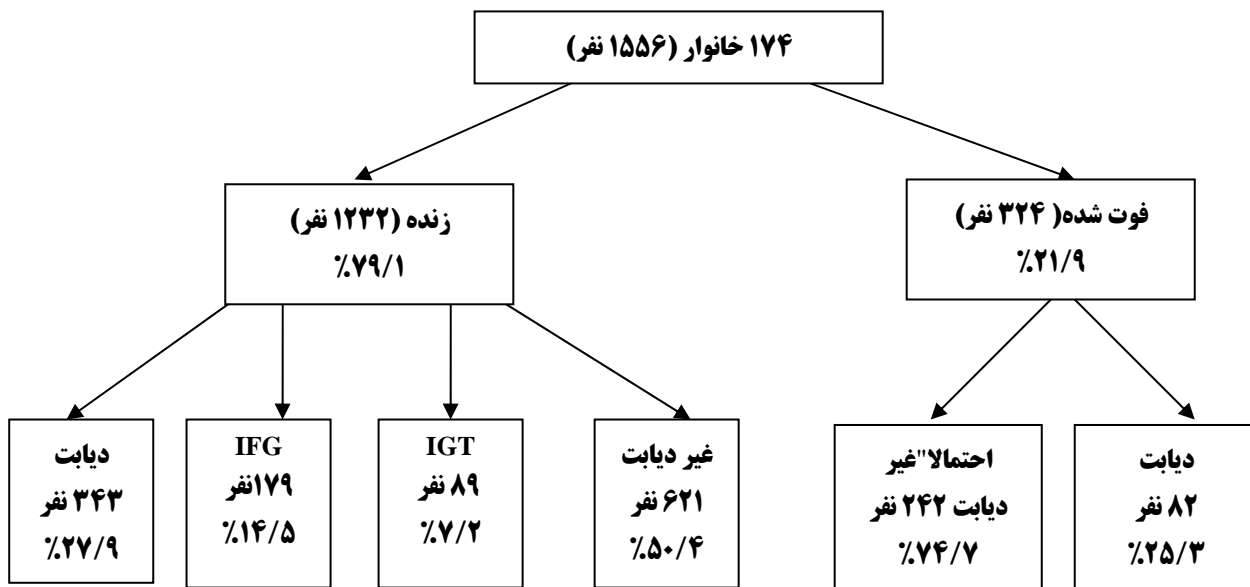 ۱۷۴ خانوار (۱۵۵۶ نفر)
فوت شده( ۳۲۴ نفر)
٪۲۱/۹
زنده (۱۲۳۲ نفر)
٪۷۹/۱
دیابت
۸۲ نفر
٪۲۵/۳
احتمالا"غیر
دیابت ۲۴۲ نفر
٪۷۴/۷
غیر دیابت
۶۲۱ نفر
٪۵۰/۴
IGT
۸۹ نفر
٪۷/۲
IFG
۱۷۹نفر
٪۱۴/۵
دیابت
۳۴۳ نفر
٪۲۷/۹